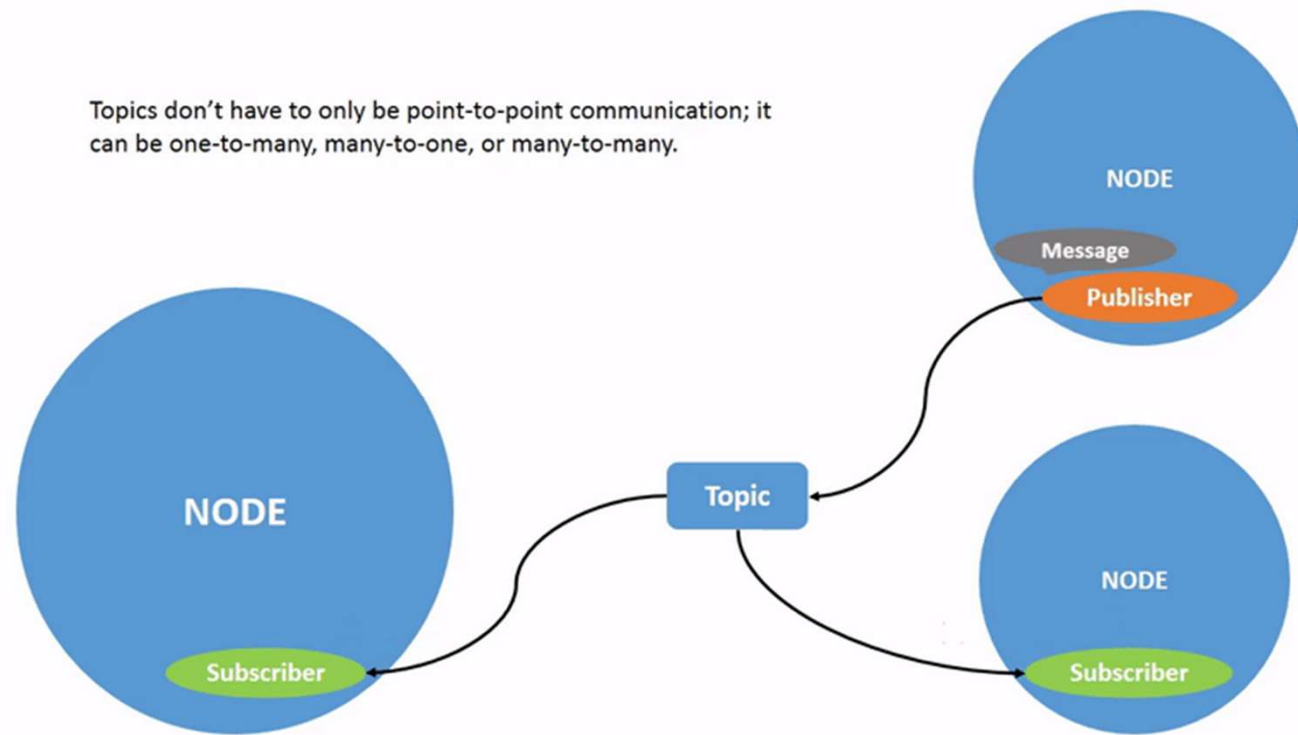 Topics don’t have to only be point-to-point communication; it
can be one-to-many, many-to-one, or many-to-many.
NODE
Message
Publisher
Topic
NODE
Subscriber
NODE
Subscriber